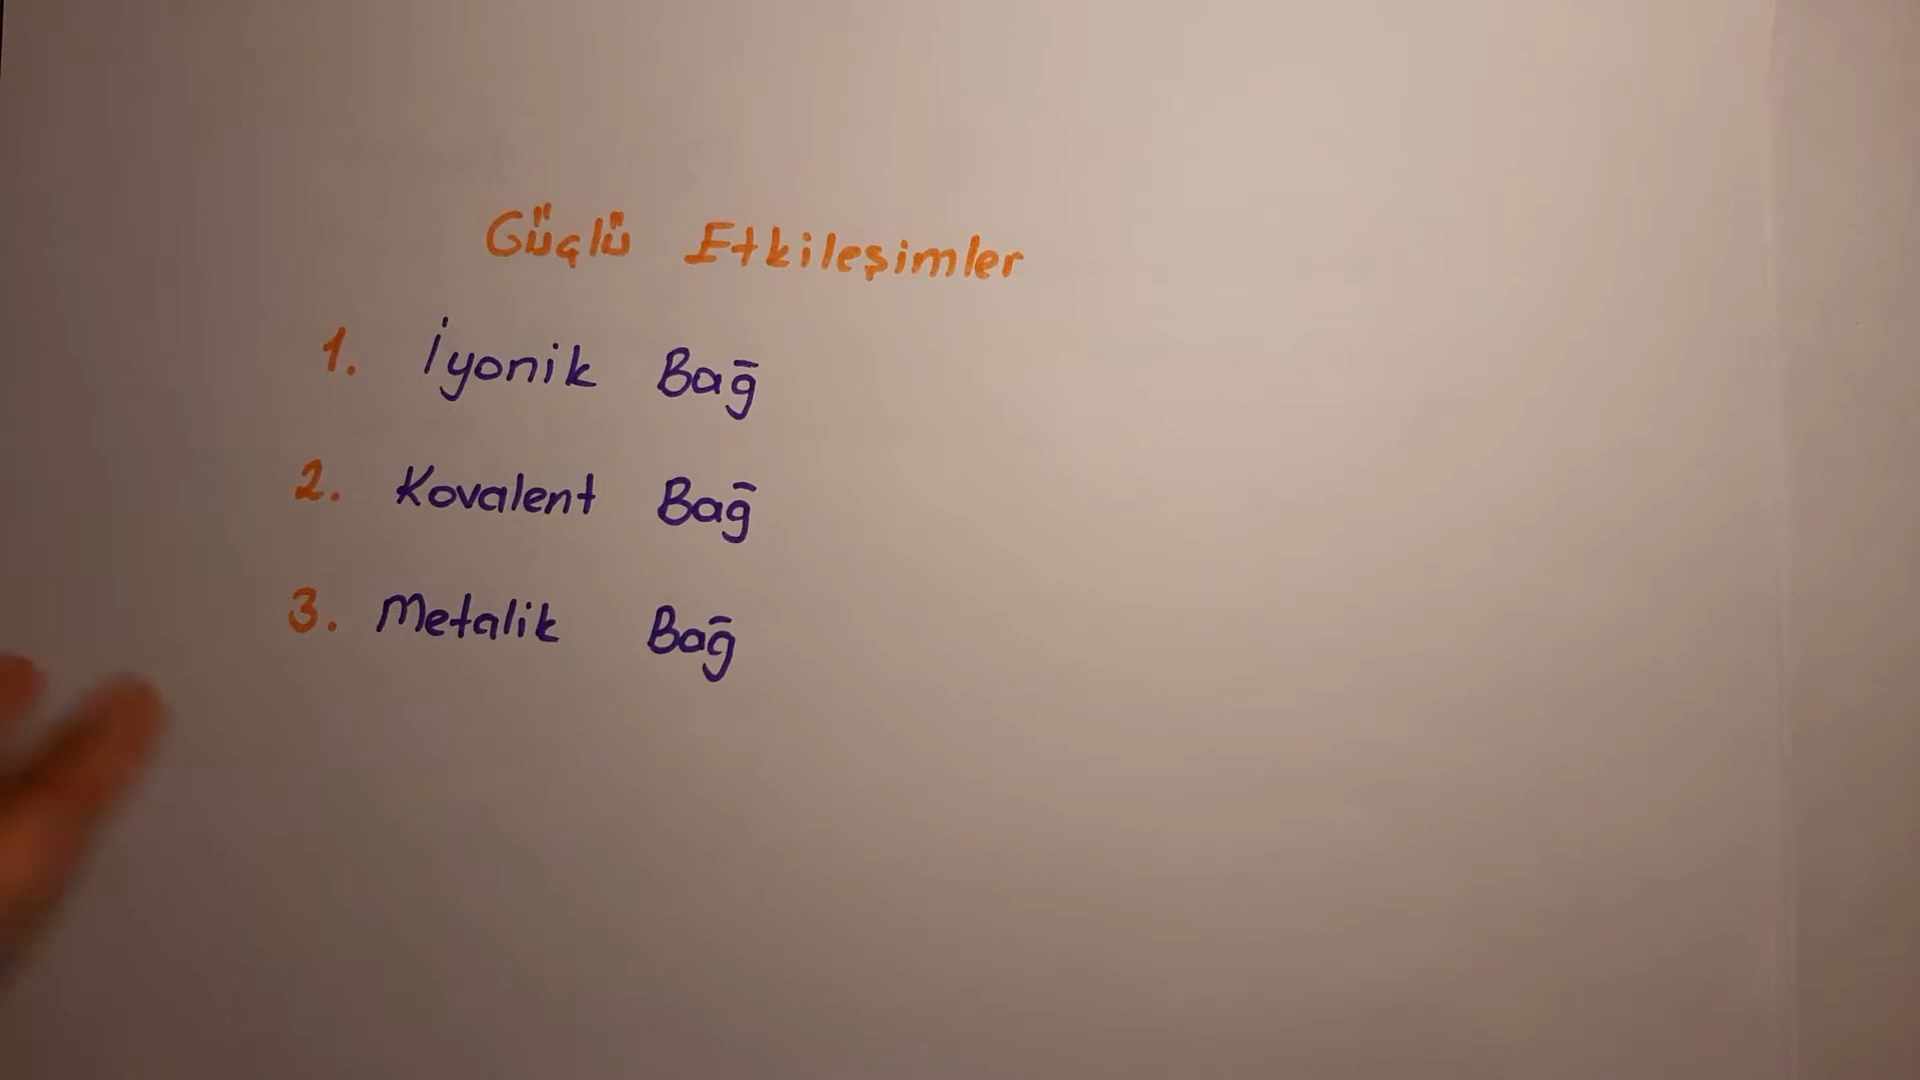 Güçlü Etkileşimler
1. İyonik Bağ
2. Kovalent Bağ
3. Metalik Bağ